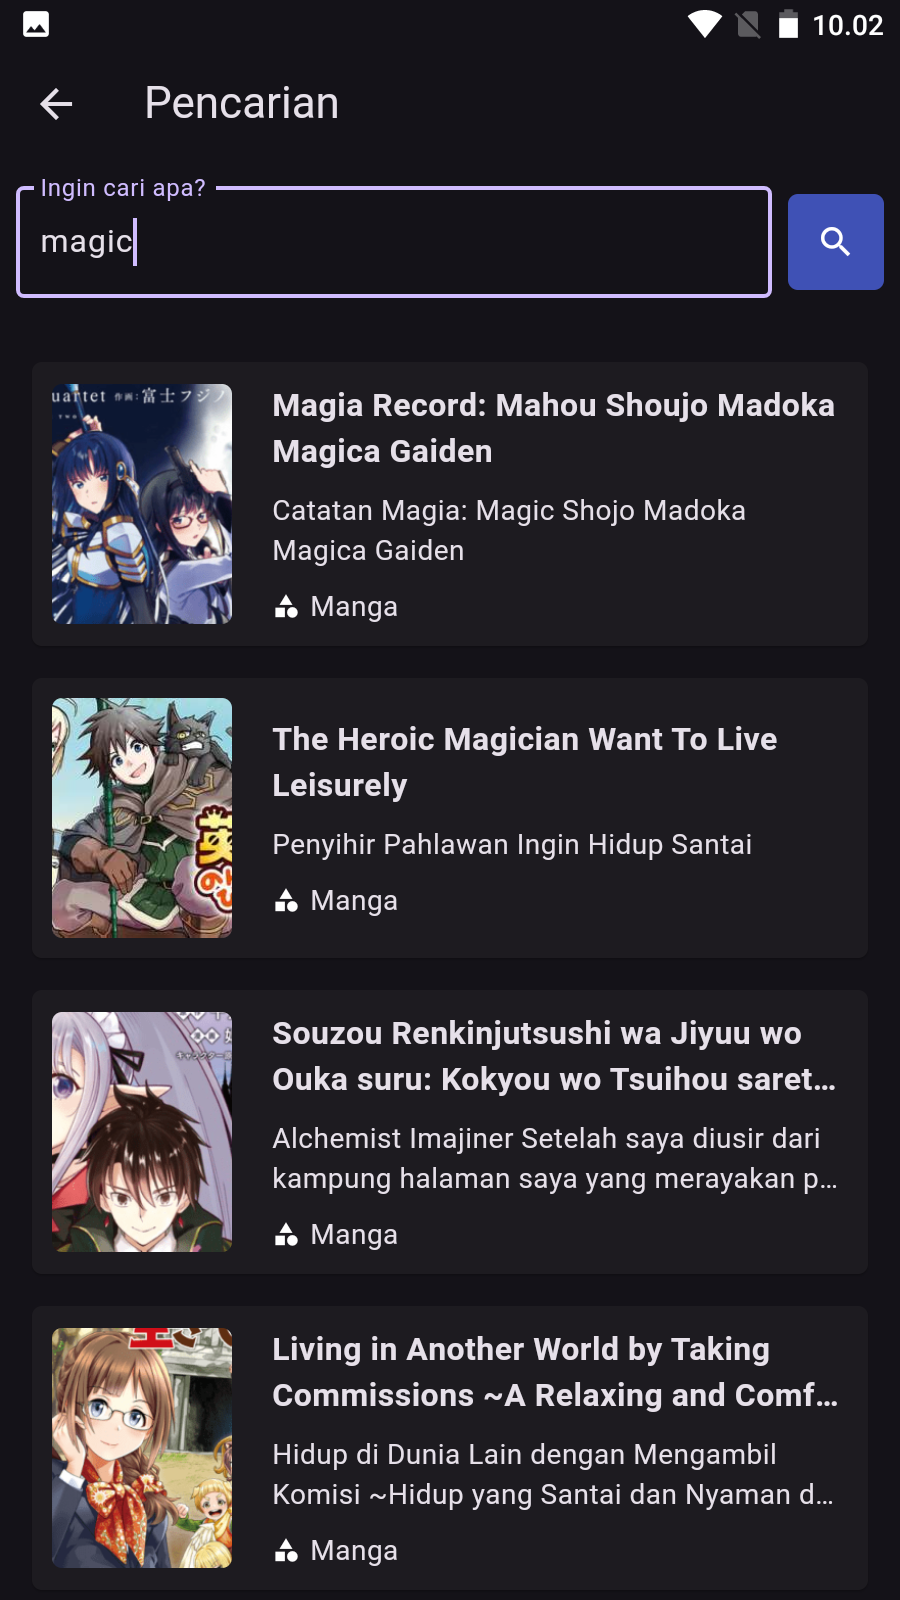 10.02
Pencarian
Ingin cari apa?
magic
uartet 作画:富士フジノ
Magia Record: Mahou Shoujo Madoka
Magica Gaiden
Catatan Magia: Magic Shojo Madoka
Magica Gaiden
Manga
The Heroic Magician Want To Live
Leisurely
Penyihir Pahlawan Ingin Hidup Santai
Manga
英
Souzou Renkinjutsushi wa Jiyuu wo
Ouka suru: Kokyou wo Tsuihou saret...
Alchemist Imajiner Setelah saya diusir dari
kampung halaman saya yang merayakan p...
Manga
Living in Another World by Taking
Commissions ~A Relaxing and Comf...
Hidup di Dunia Lain dengan Mengambil
Komisi ~Hidup yang Santai dan Nyaman d...
Manga